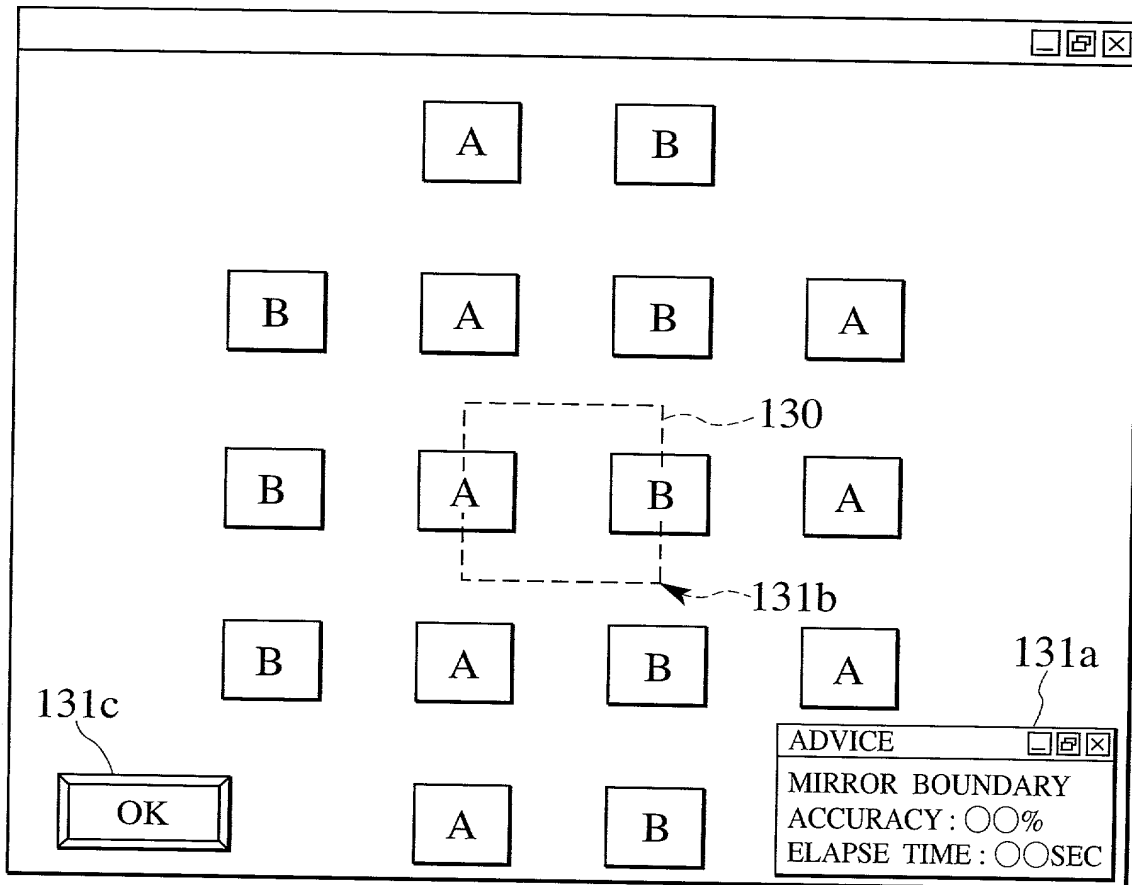 A B
B A B A
130
B A B A
131b
B A B A
131a
131c
ADVICE
MIRROR BOUNDARY
ACCURACY : ○○%
ELAPSE TIME : ○○SEC
OK
A B